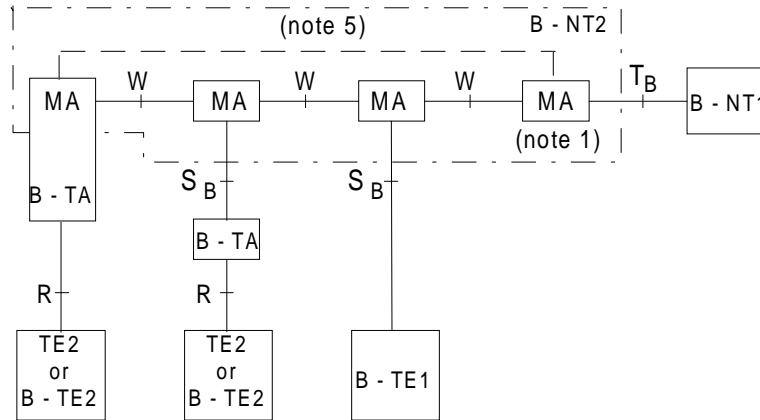 (note 5)
B - NT2
W
W
W
T B
MA
MA
MA
MA
B - NT1
(note 1)
S B
S B
B - TA
B - TA
R
R
TE2
or
B - TE2
TE2
or
B - TE2
B - TE1